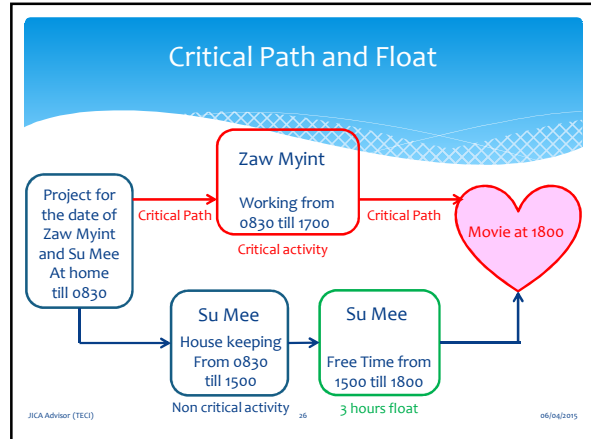 Critical Path and Float
Project for
the date of
Zaw Myint
and Su Mee
At home
till 0830
Critical Path
Zaw Myint
Working from
0830 till 1700
Critical activity
Critical Path
Movie at 1800
Su Mee
House keeping
From 0830
till 1500
Non critical activity
Su Mee
Free Time from
1500 till 1800
3 hours float
JICA Advisor (TECI)
26
06/04/2015